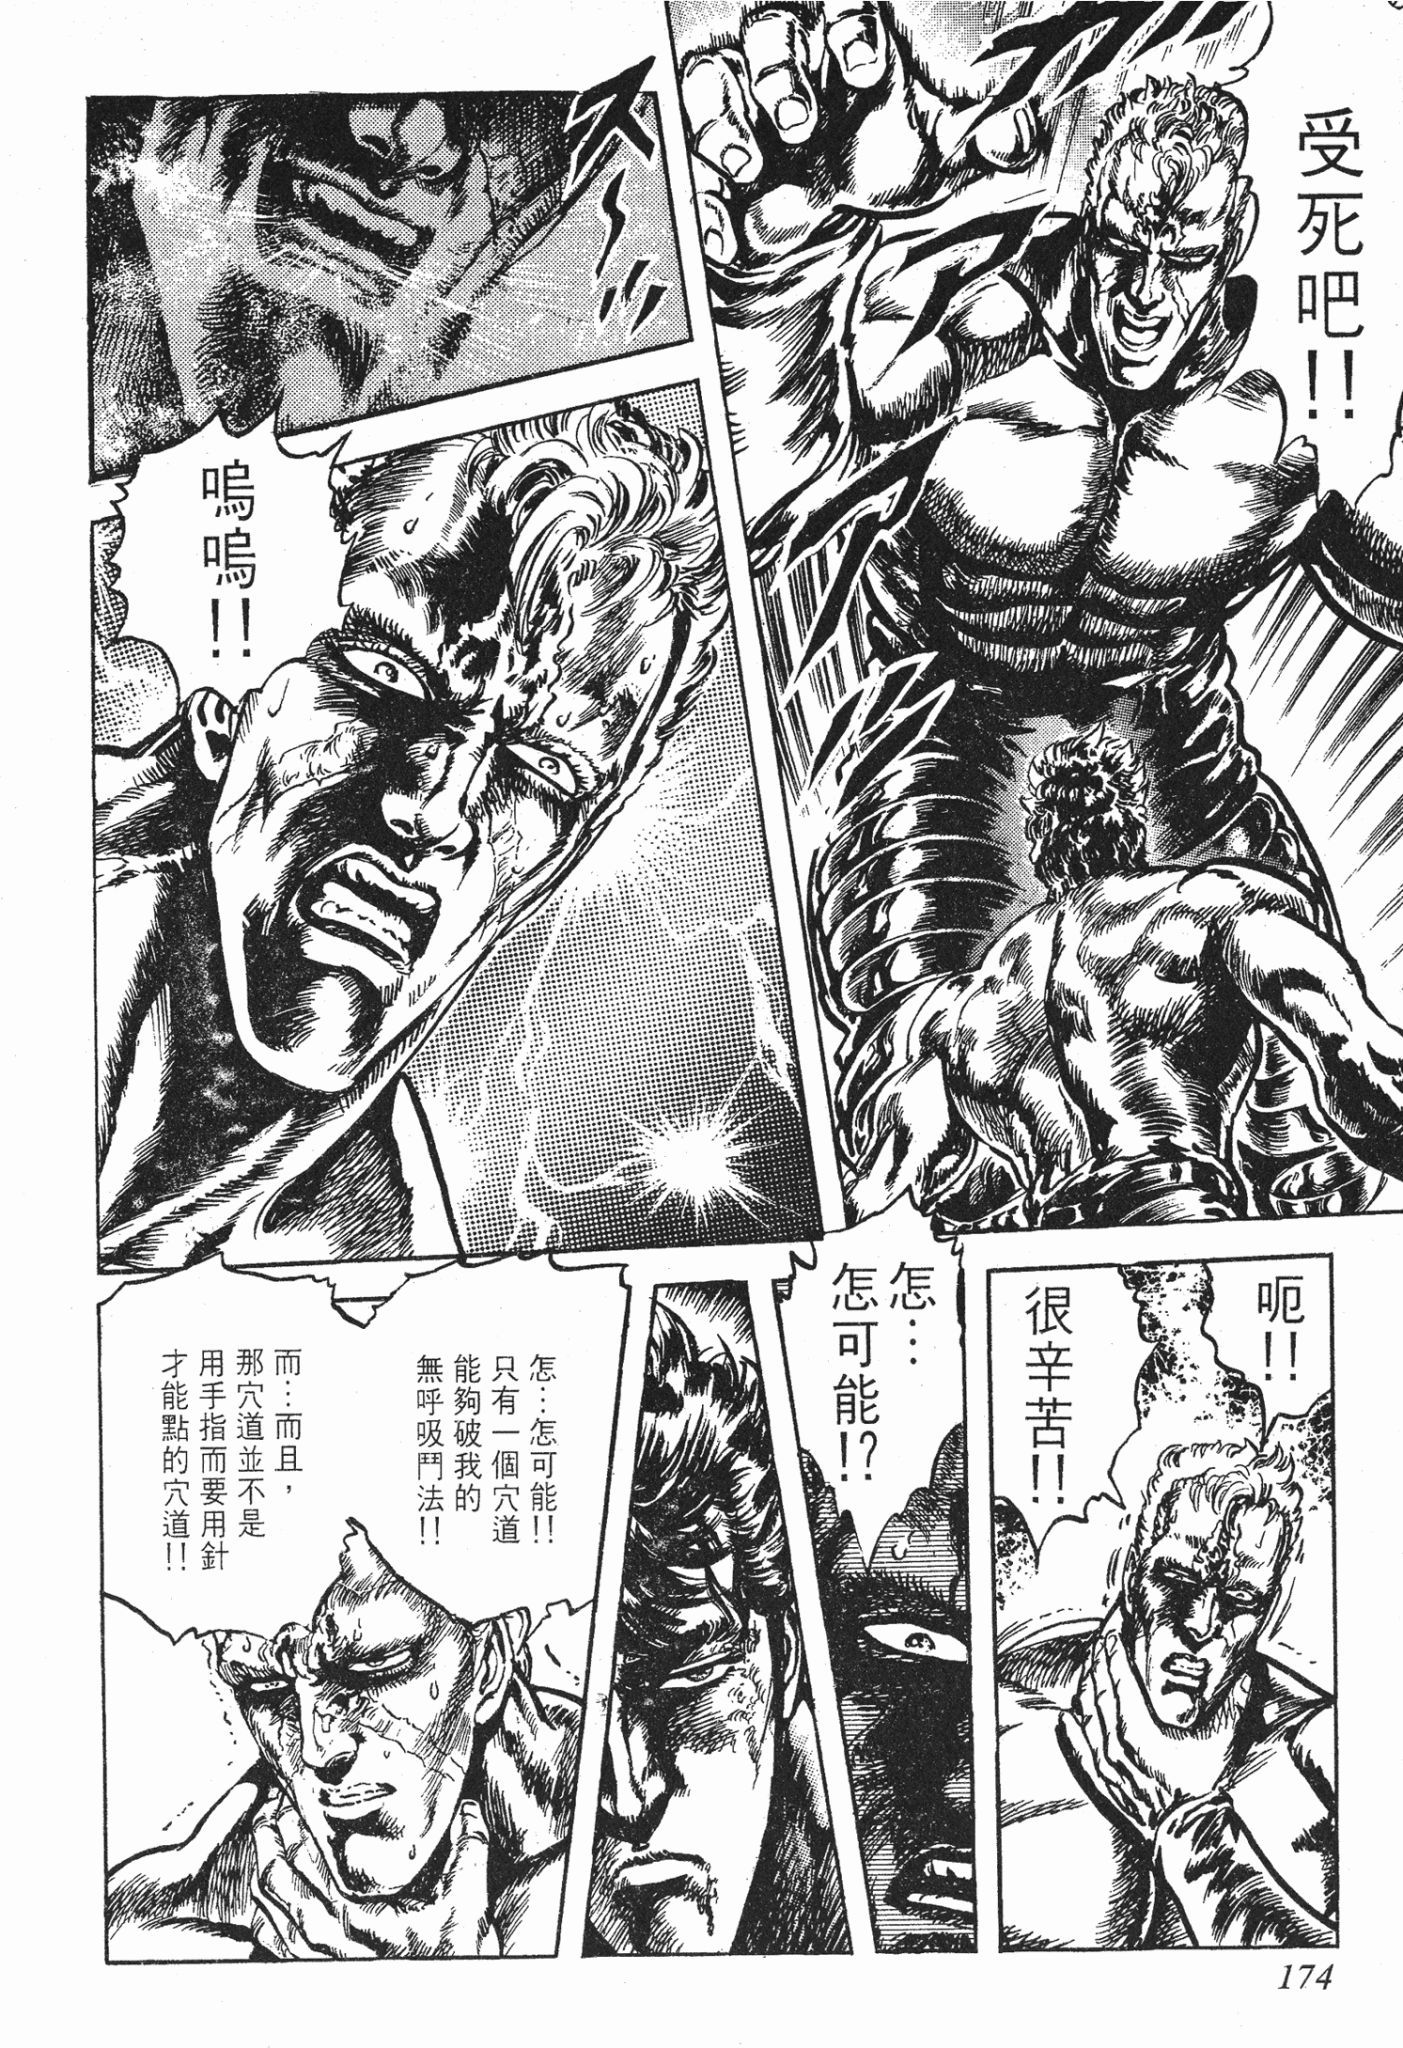 受死吧!!
ズ
嗚嗚!!
呃!!
很辛苦!!
怎…
怎可能!?
怎…怎可能!!
只有一個穴道
能夠破我的
無呼吸鬥法!!
而…而且，
那穴道並不是
用手指而要用針
才能點的穴道!!
174